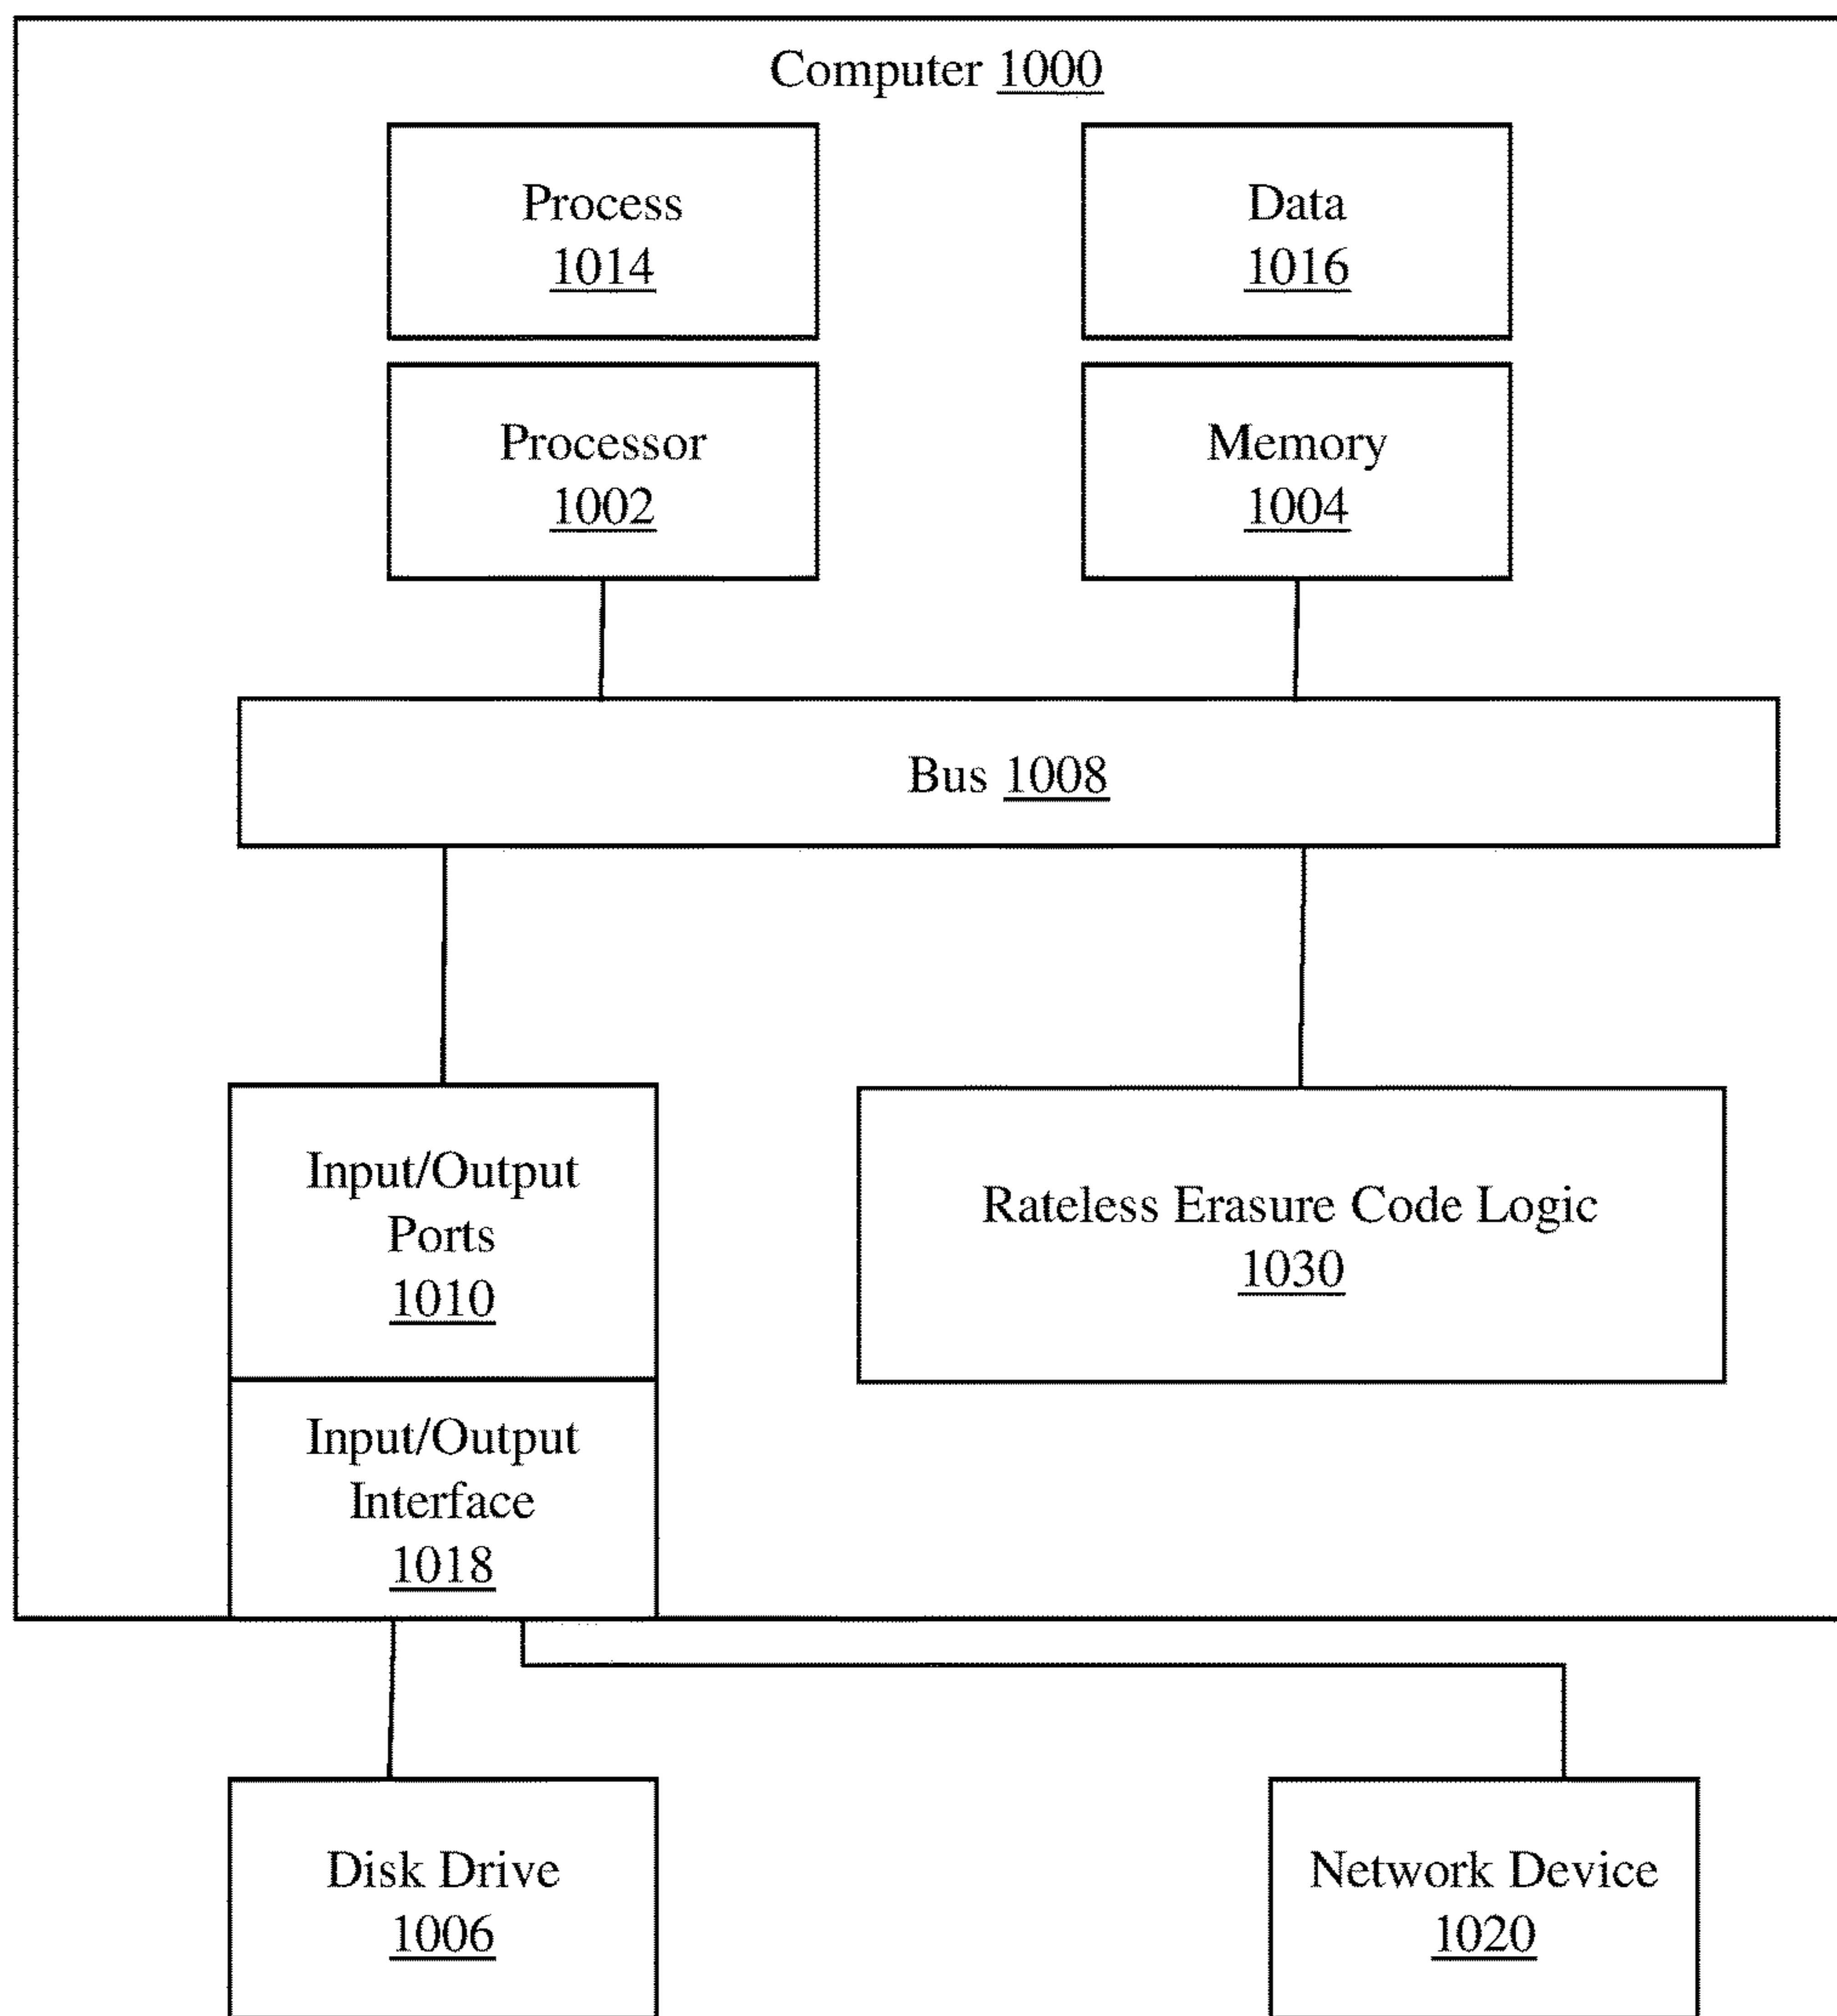 Computer 1000
Process
1014
Data
1016
Processor
1002
Memory
1004
Bus 1008
Input/Output
Ports
1010
Rateless Erasure Code Logic
1030
Input/Output
Interface
1018
Disk Drive
1006
Network Device
1020